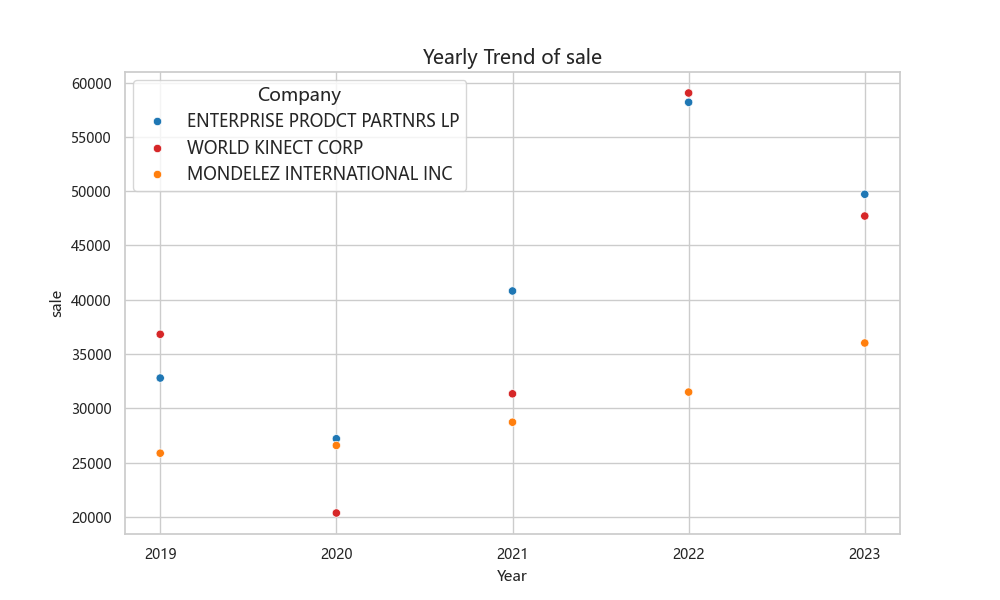 Yearly Trend of sale
Company
ENTERPRISE PRODCT PARTNRS LP
WORLD KINECT CORP
MONDELEZ INTERNATIONAL INC
60000
55000
50000
45000
40000
35000
30000
25000
20000
sale
2019 2020 2021 2022 2023
Year